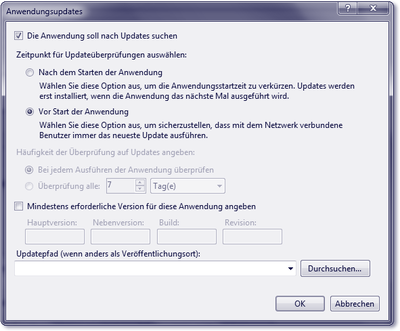 Anwendungsupdates
Die Anwendung soll nach Updates suchen
Zeitpunkt für Updateüberprüfungen auswählen:
Nach dem Starten der Anwendung
Wählen Sie diese Option aus, um die Anwendungsstartzeit zu verkürzen. Updates werden
erst installiert, wenn die Anwendung das nächste Mal ausgeführt wird.
Vor Start der Anwendung
Wählen Sie diese Option aus, um sicherzustellen, dass mit dem Netzwerk verbundene
Benutzer immer das neueste Update ausführen.
Häufigkeit der Überprüfung auf Updates angeben:
Bei jedem Ausführen der Anwendung überprüfen
Überprüfung alle: 7 Tag(e)
Mindestens erforderliche Version für diese Anwendung angeben
Hauptversion: Nebenversion: Build: Revision:
Updatepfad (wenn anders als Veröffentlichungsort):
Durchsuchen...
OK Abbrechen